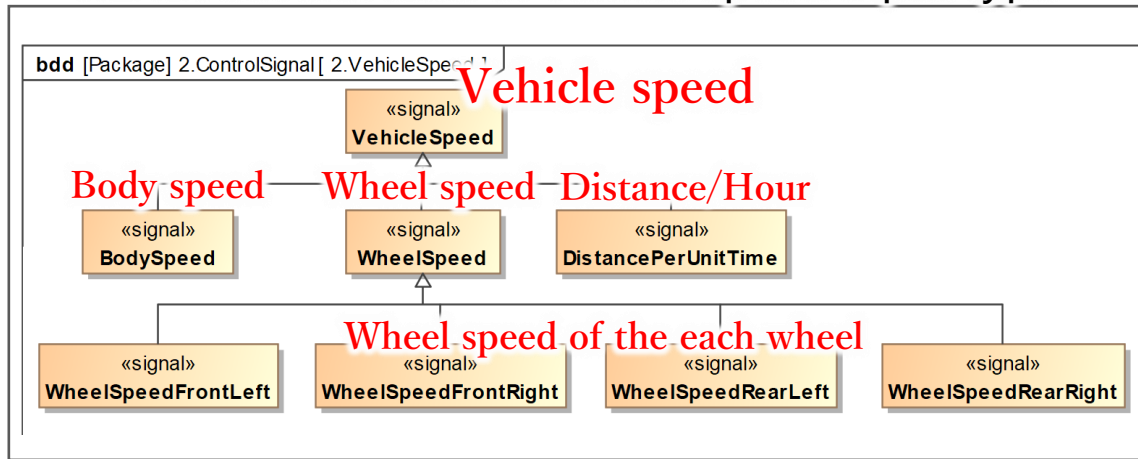 bdd [Package] 2.ControlSignal [ 2.VehicleSpeed ]
Vehicle speed
«signal»
VehicleSpeed
Body speed
Wheel speed
Distance/Hour
«signal»
BodySpeed
«signal»
WheelSpeed
«signal»
DistancePerUnitTime
Wheel speed of the each wheel
«signal»
WheelSpeedFrontLeft
«signal»
WheelSpeedFrontRight
«signal»
WheelSpeedRearLeft
«signal»
WheelSpeedRearRight